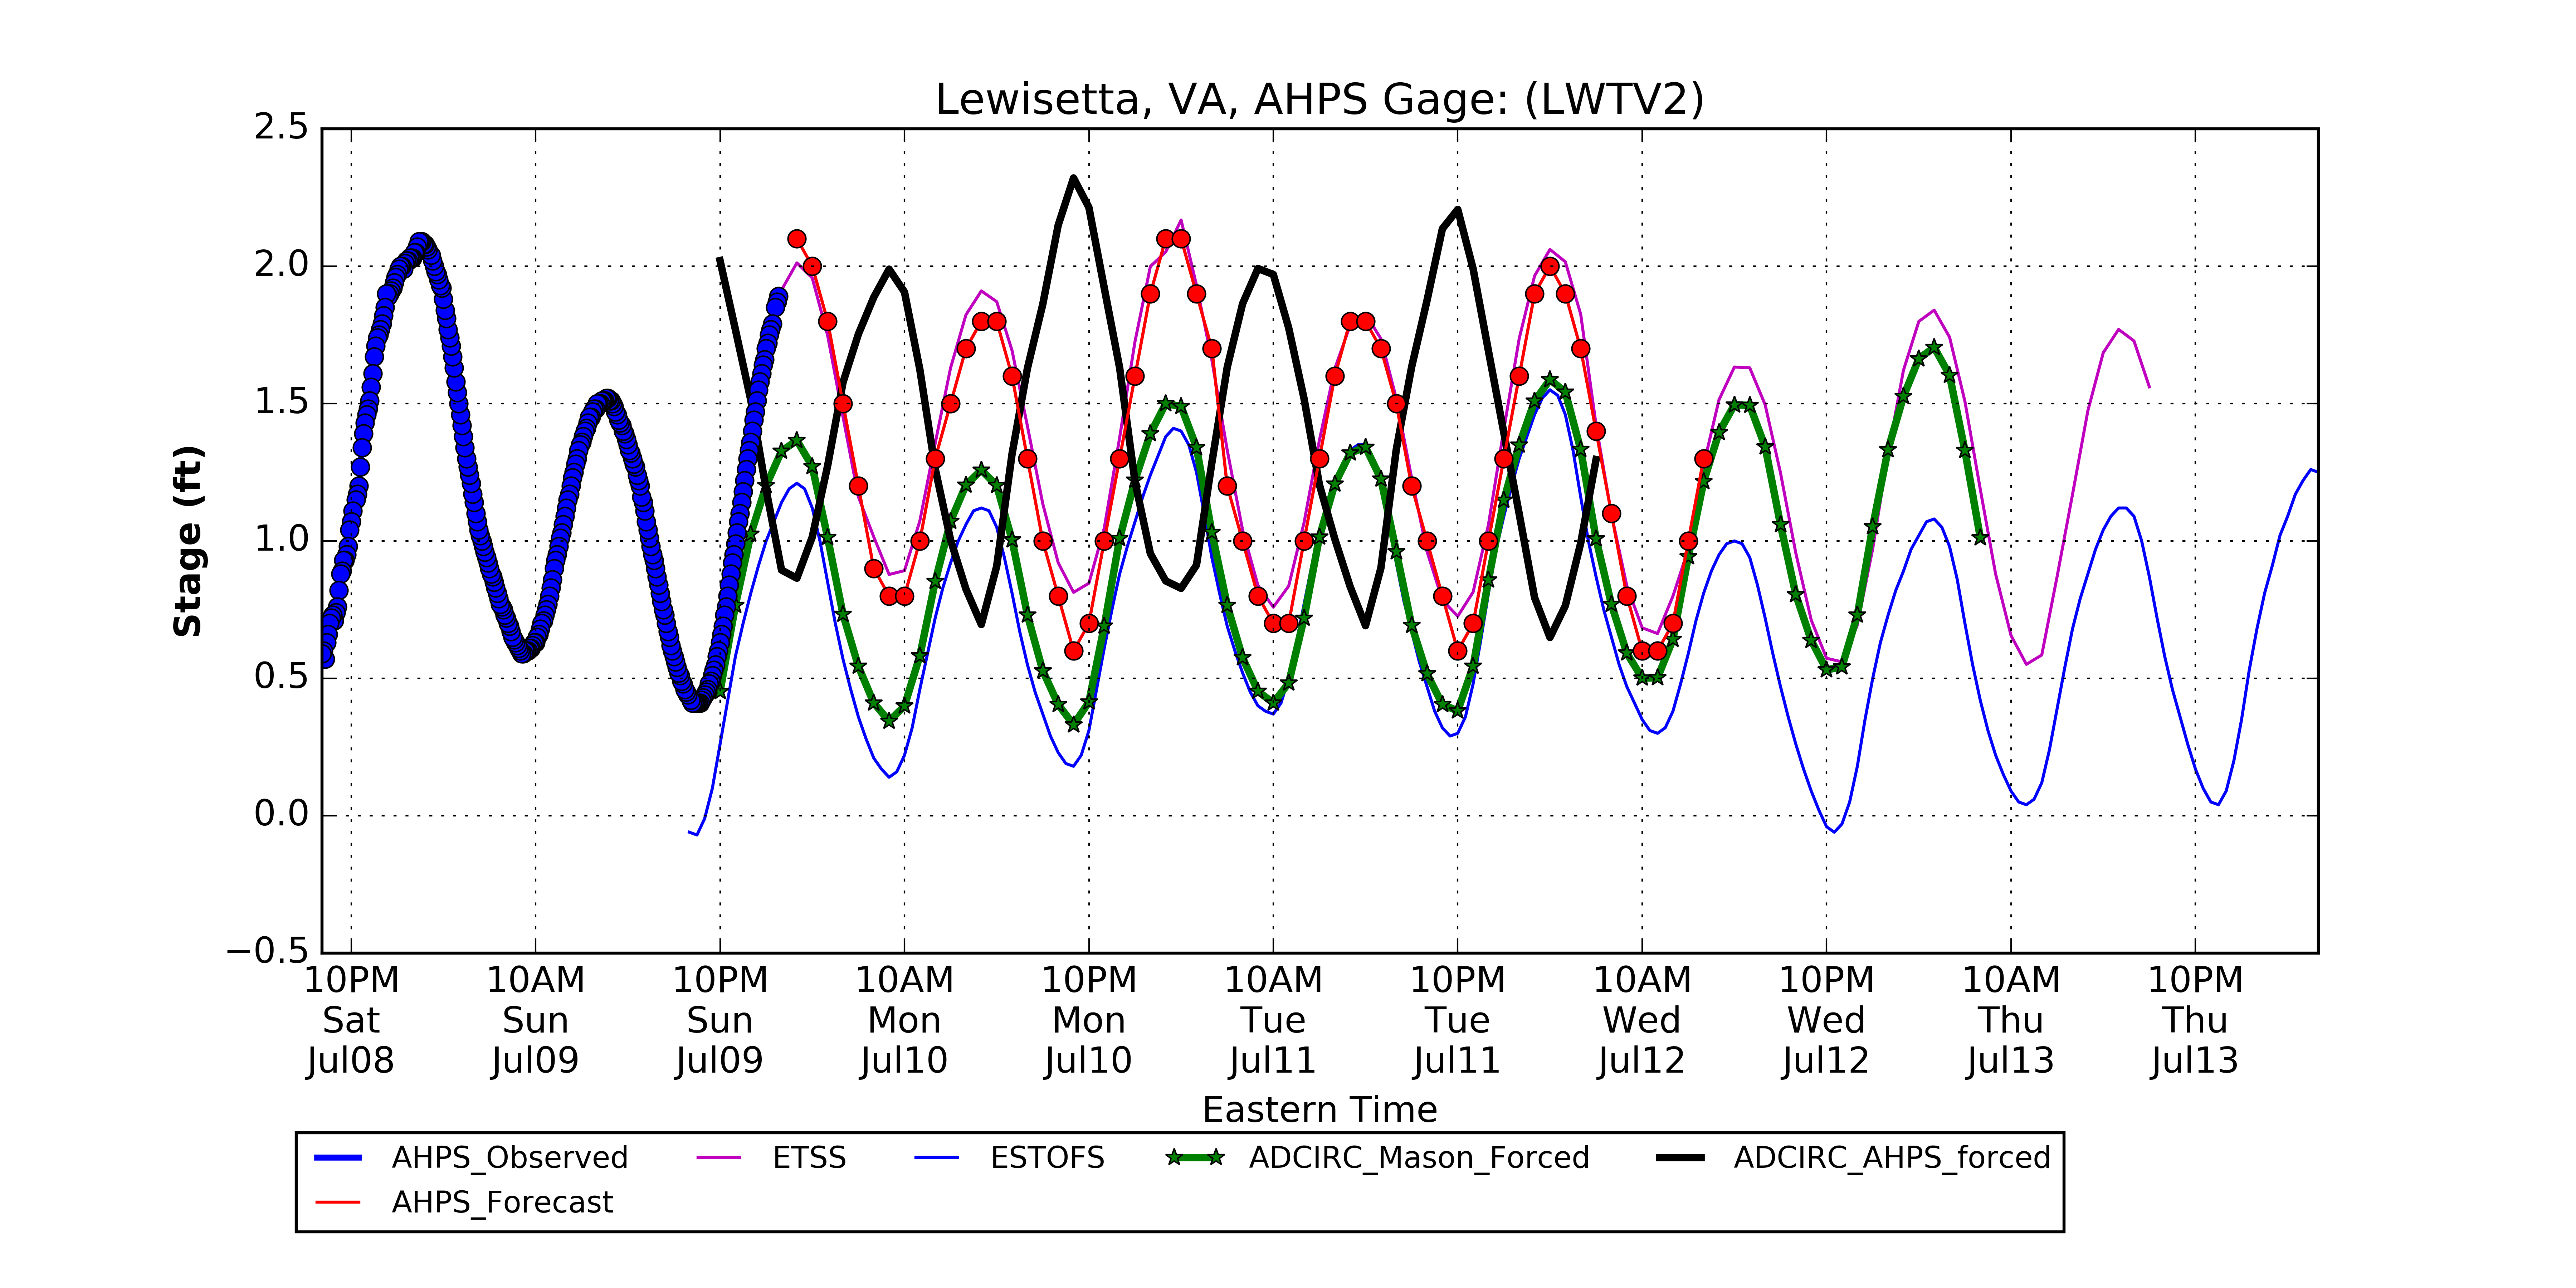 Lewisetta, VA, AHPS Gage: (LWTV2)
Stage (ft)
2.5
2.0
1.5
1.0
0.5
0.0
−0.5
10PM 10AM 10PM 10AM 10PM 10AM 10PM 10AM 10PM 10AM 10PM
Sat Sun Sun Mon Mon Tue Tue Wed Wed Thu Thu
Jul08 Jul09 Jul09 Jul10 Jul10 Jul11 Jul11 Jul12 Jul12 Jul13 Jul13
Eastern Time
AHPS_Observed ETSS ESTOFS ADCIRC_Mason_Forced ADCIRC_AHPS_forced
AHPS_Forecast